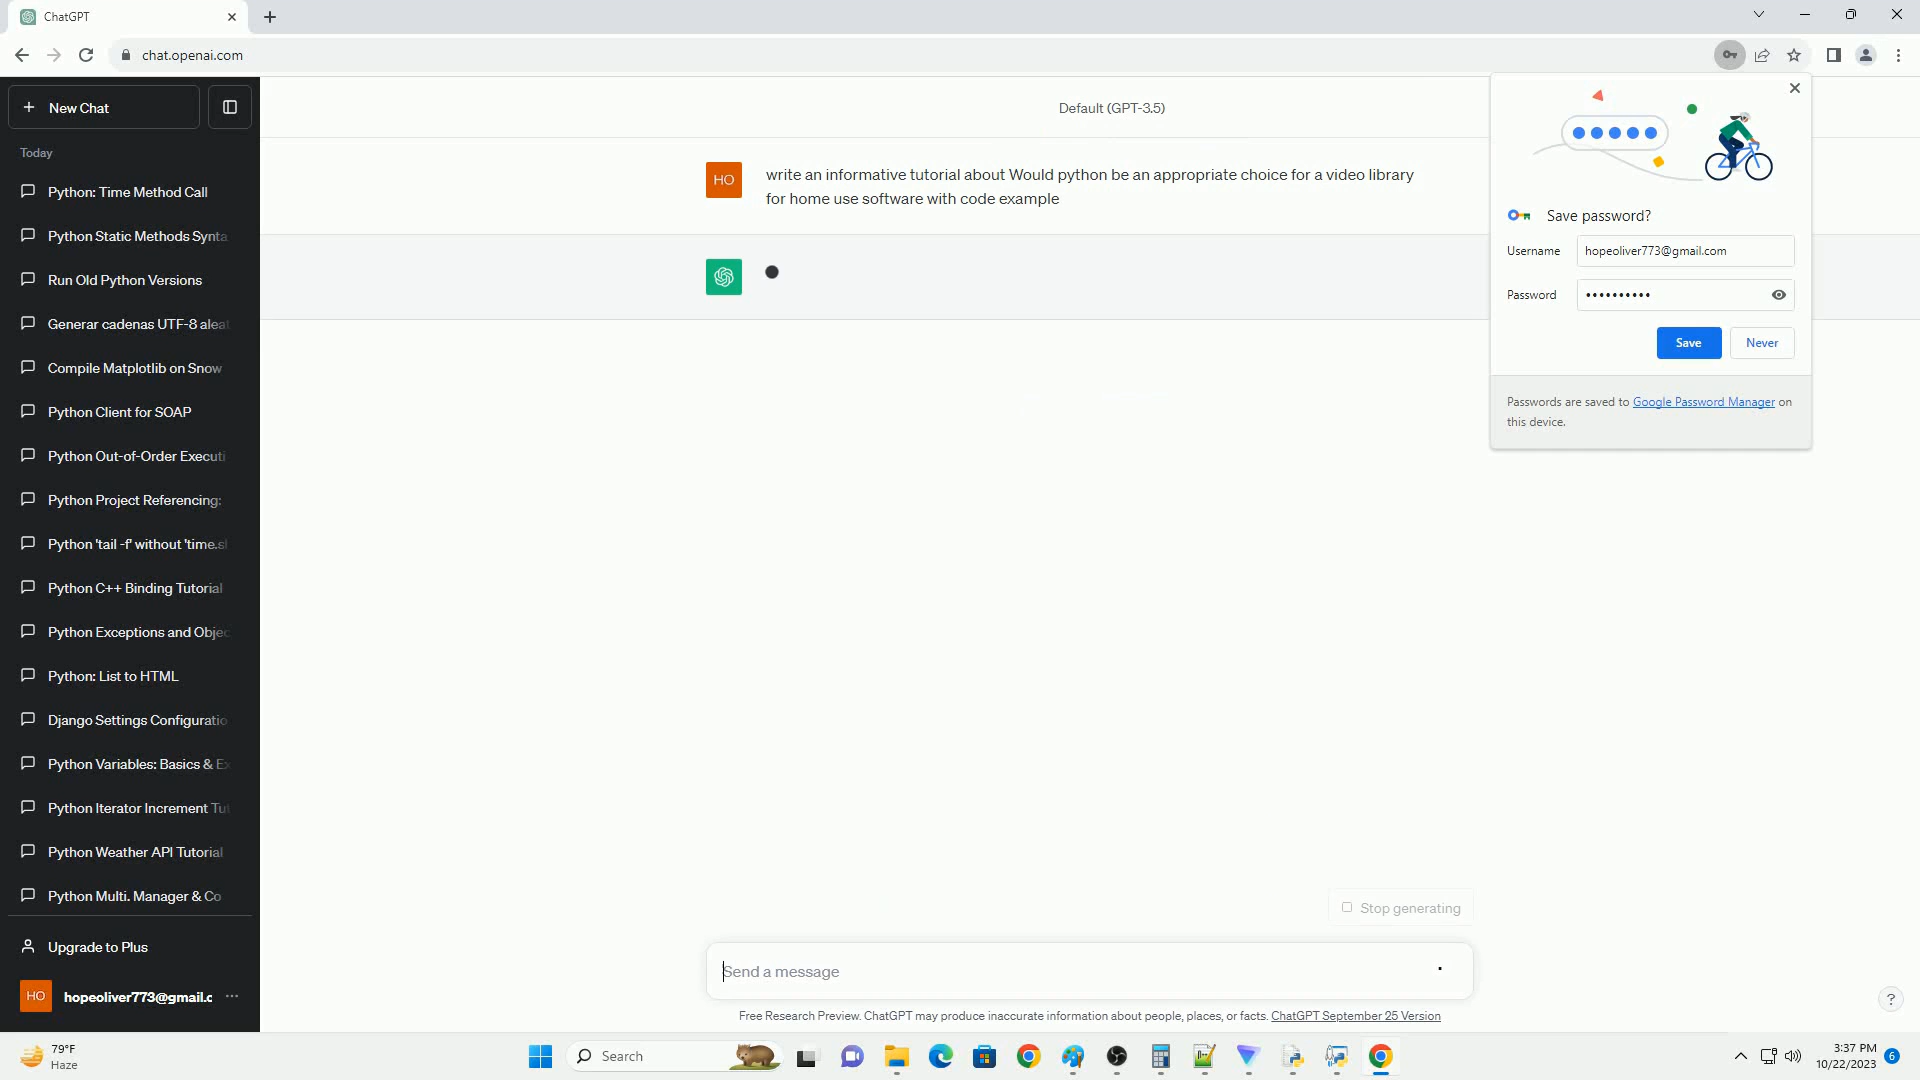 ChatGPT
chat.openai.com
New Chat
Today
Python: Time Method Call
Python Static Methods Synta
Run Old Python Versions
Generar cadenas UTF-8 aleat
Compile Matplotlib on Snow
Python Client for SOAP
Python Out-of-Order Executi
Python Project Referencing:
Python 'tail -f' without 'time.sl
Python C++ Binding Tutorial
Python Exceptions and Objec
Python: List to HTML
Django Settings Configuratio
Python Variables: Basics & Ex
Python Iterator Increment Tut
Python Weather API Tutorial
Python Multi. Manager & Co
Upgrade to Plus
HO
hopeoliver773@gmail.c
Default (GPT-3.5)
HO
write an informative tutorial about Would python be an appropriate choice for a video library
for home use software with code example
Save password?
Username
hopeoliver773@gmail.com
Password
Save
Never
Passwords are saved to Google Password Manager on
this device.
Stop generating
Send a message
Free Research Preview. ChatGPT may produce inaccurate information about people, places, or facts. ChatGPT September 25 Version
?
79°F
Haze
Search
3:37 PM
10/22/2023
6